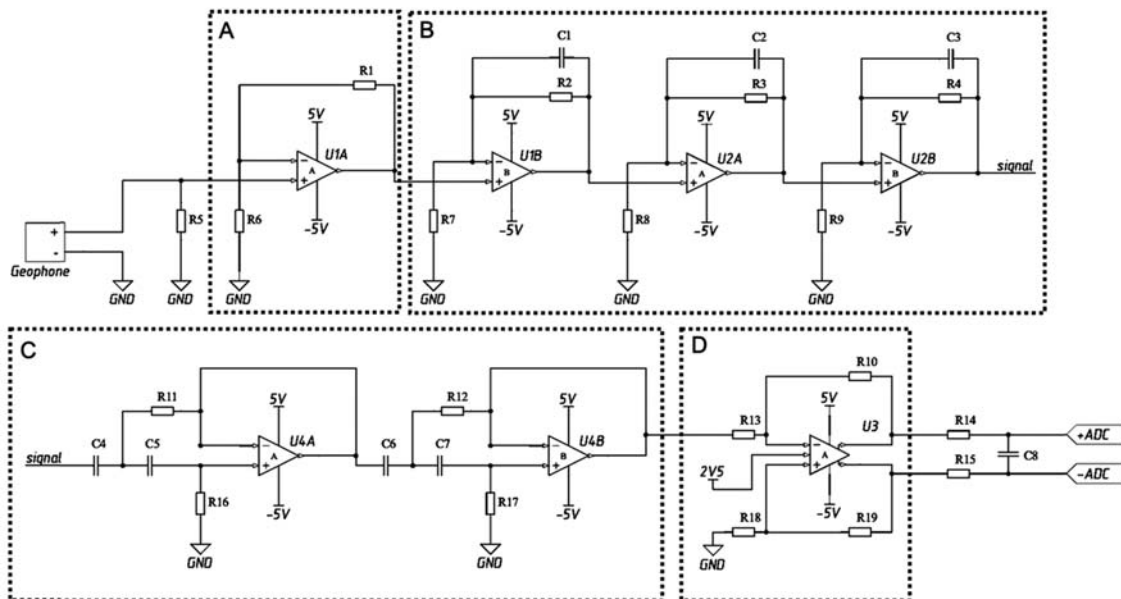 A
B
C1
C2
C3
R1
R2
R3
R4
5V
5V
5V
5V
U1A
U1B
U2A
U2B
-
-
-
-
A
B
A
B
signal
+
+
+
+
R5
R6
R7
R8
R9
-5V
-5V
-5V
-5V
+
-
Geophone
GND
GND
GND
GND
GND
GND
C
D
R11
R12
R10
5V
5V
5V
U3
C4
C5
U4A
C6
C7
U4B
R13
R14
+ADC
signal
-
A
+
-
B
+
-
A
+
2V5
C8
R15
-ADC
R16
R17
-5V
-5V
-5V
R18
R19
GND
GND
GND